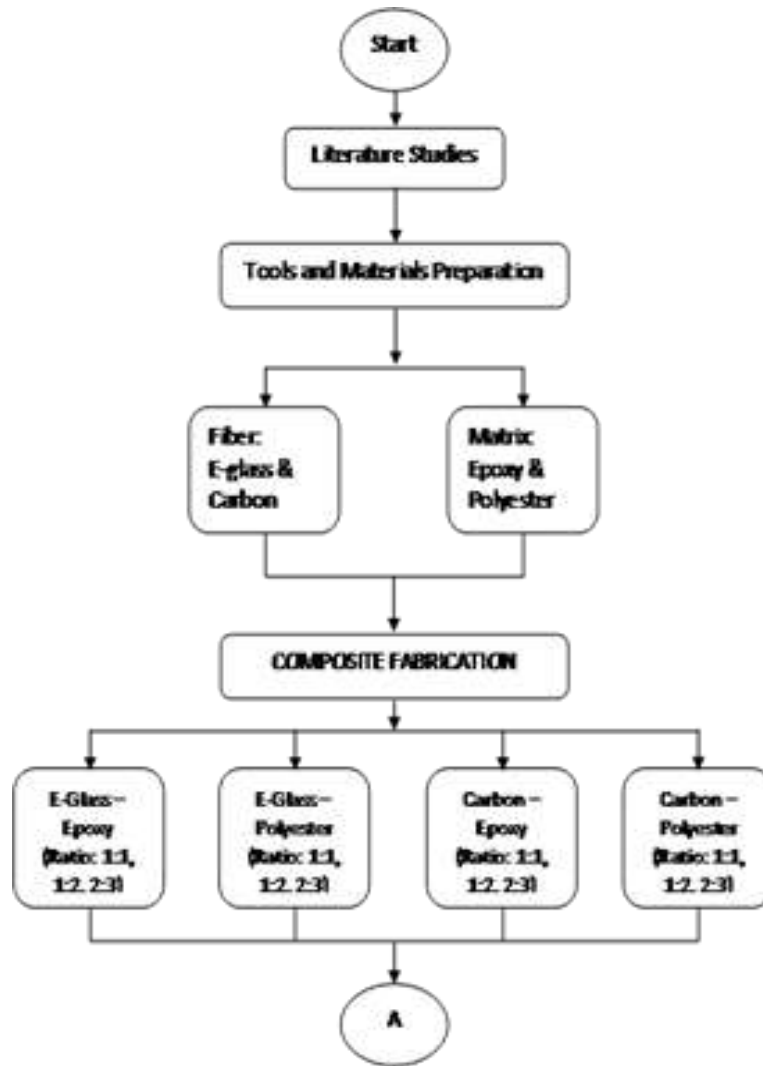 Start
Literature Studies
Tools and Materials Preparation
Fiber:
E-glass &
Carbon
Matrix:
Epoxy &
Polyester
COMPOSITE FABRICATION
E-Glass –
Epoxy
(Ratio: 1:1,
1:2, 2:3)
E-Glass –
Polyester
(Ratio: 1:1,
1:2, 2:3)
Carbon –
Epoxy
(Ratio: 1:1,
1:2, 2:3)
Carbon –
Polyester
(Ratio: 1:1,
1:2, 2:3)
A